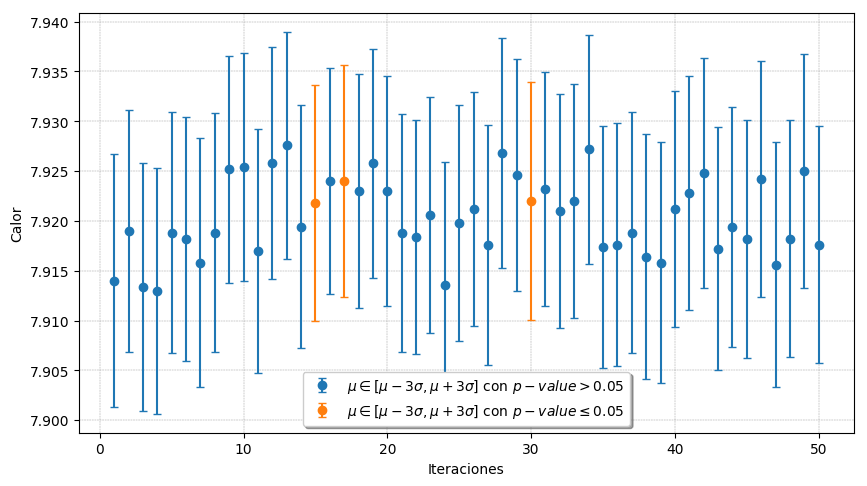 7.940
7.935
7.930
7.925
7.920
7.915
7.910
7.905
7.900
Calor
μ ∈ [μ − 3σ, μ + 3σ] con p − value > 0.05
μ ∈ [μ − 3σ, μ + 3σ] con p − value ≤ 0.05
0 10 20 30 40 50
Iteraciones